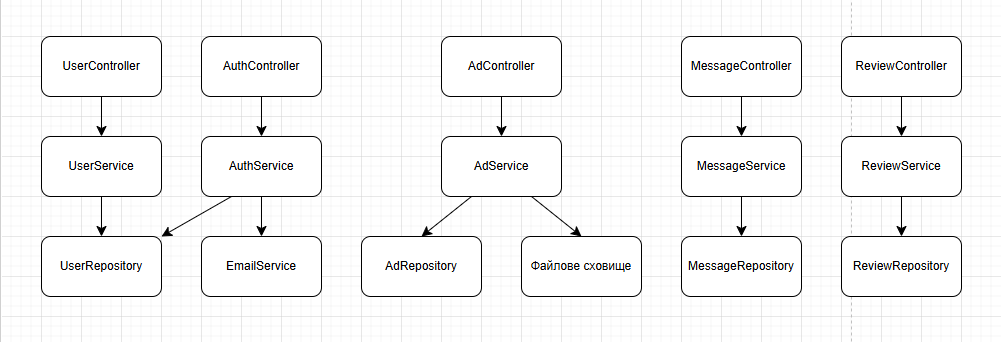 UserController
AuthController
AdController
MessageController
ReviewController
UserService
AuthService
AdService
MessageService
ReviewService
UserRepository
EmailService
AdRepository
Файлове сховище
MessageRepository
ReviewRepository